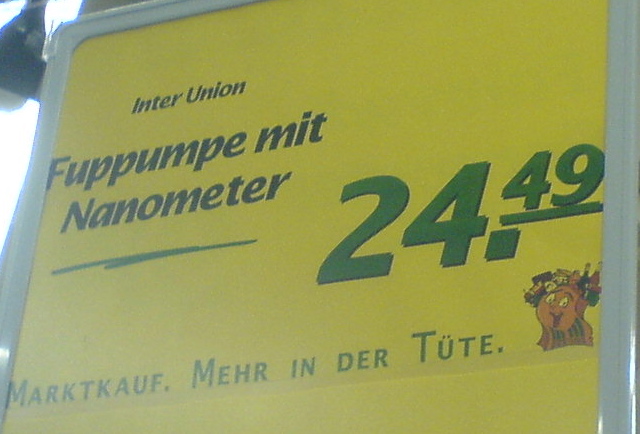 Inter Union
Fuppumpe mit
Nanometer
24.49
MARKTKAUF. MEHR IN DER TÜTE.